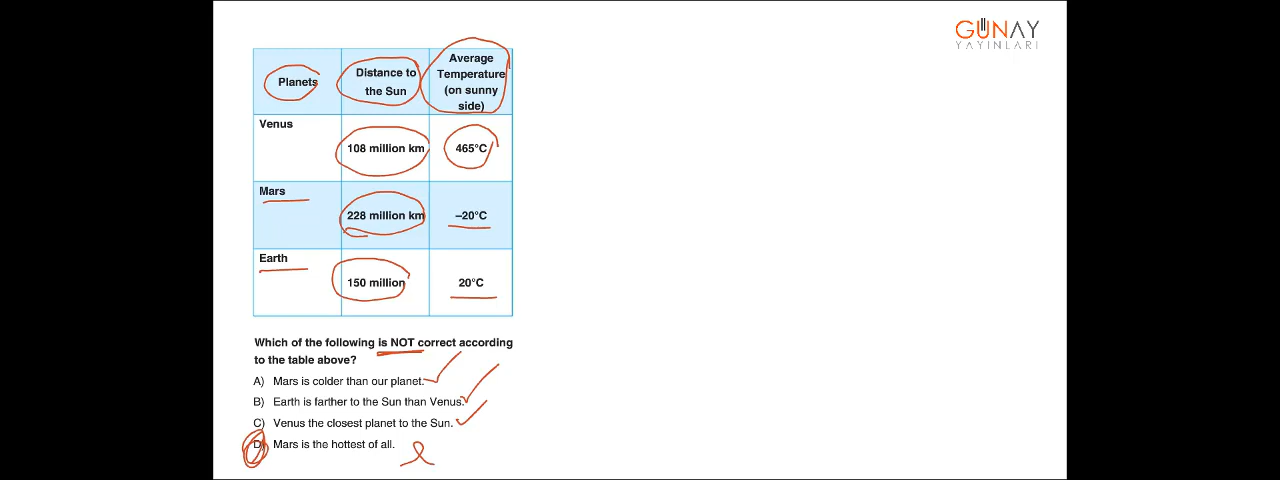 GÜNAY
YAYINLARI
Planets
Distance to
the Sun
Average
Temperature
(on sunny
side)
Venus
108 million km
465°C
Mars
228 million km
–20°C
Earth
150 million
20°C
Which of the following is NOT correct according
to the table above?
A) Mars is colder than our planet.
B) Earth is farther to the Sun than Venus.
C) Venus the closest planet to the Sun.
D) Mars is the hottest of all.